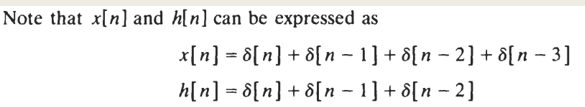 Note that x[n] and h[n] can be expressed as
x[n] = δ[n] + δ[n − 1] + δ[n − 2] + δ[n − 3]
h[n] = δ[n] + δ[n − 1] + δ[n − 2]